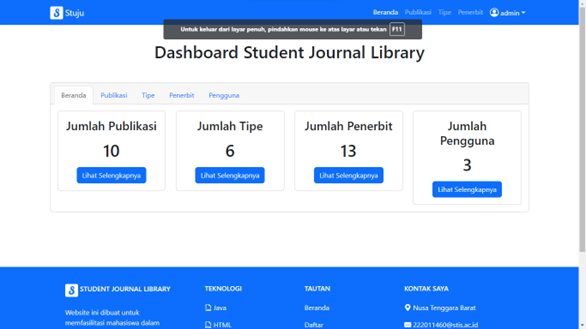 Stuju
Beranda Publikasi Tipe Penerbit admin
Untuk keluar dari layar penuh, pindahkan mouse ke atas layar atau tekan F11
Dashboard Student Journal Library
Beranda Publikasi Tipe Penerbit Pengguna
Jumlah Publikasi
10
Lihat Selengkapnya
Jumlah Tipe
6
Lihat Selengkapnya
Jumlah Penerbit
13
Lihat Selengkapnya
Jumlah
Pengguna
3
Lihat Selengkapnya
STUDENT JOURNAL LIBRARY
Website ini dibuat untuk
memfasilitasi mahasiswa dalam
TEKNOLOGI
Java
HTML
TAUTAN
Beranda
Daftar
KONTAK SAYA
Nusa Tenggara Barat
222011460@stis.ac.id